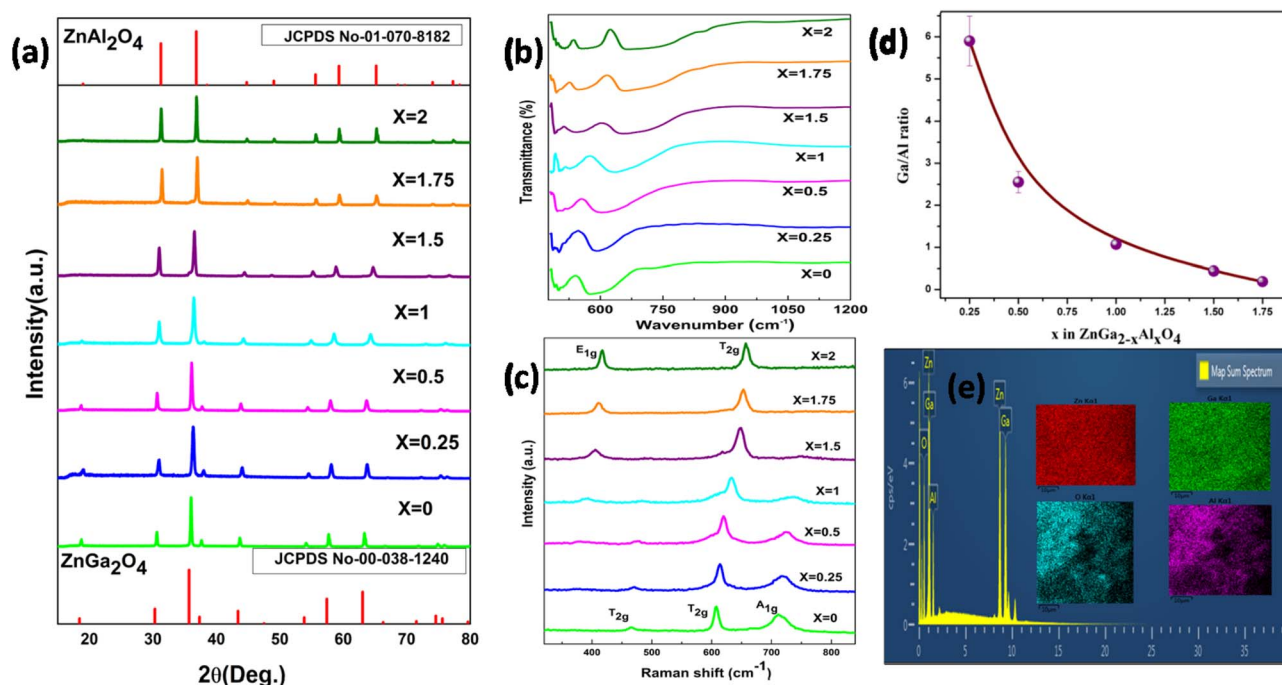 (a)
ZnAl2O4
JCPDS No-01-070-8182
X=2
X=1.75
X=1.5
X=1
X=0.5
X=0.25
X=0
ZnGa2O4
JCPDS No-00-038-1240
Intensity(a.u.)
20 30 40 50 60 70 80
2θ(Deg.)
(b)
X=2
X=1.75
X=1.5
X=1
X=0.5
X=0.25
X=0
Transmittance (%)
600 750 900 1050 1200
Wavenumber (cm-1)
(c)
E1g
T2g
X=2
X=1.75
X=1.5
X=1
X=0.5
X=0.25
T2g
T2g
A1g
X=0
Intensity (a.u.)
400 500 600 700 800
Raman shift (cm-1)
(d)
6
5
4
3
2
1
0
Ga/Al ratio
0.25 0.50 0.75 1.00 1.25 1.50 1.75
x in ZnGa2-xAlxO4
(e)
Map Sum Spectrum
Zn
Ga
O
Al
Zn
Ga
Zn Kα1
Ga Kα1
O Kα1
Al Kα1
10µm
10µm
10µm
10µm
6
4
2
0
cps/eV
0 5 10 15 20 25 30 35